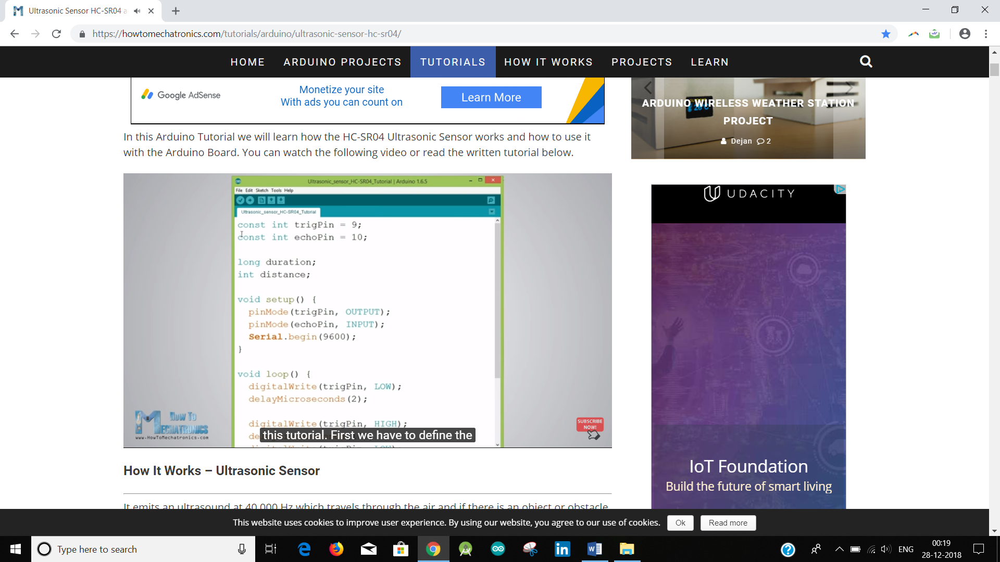 Ultrasonic Sensor HC-SR04 a
https://howtomechatronics.com/tutorials/arduino/ultrasonic-sensor-hc-sr04/
HOME ARDUINO PROJECTS TUTORIALS HOW IT WORKS PROJECTS LEARN
Google AdSense
Monetize your site
With ads you can count on
Learn More
ARDUINO WIRELESS WEATHER STATION
PROJECT
Dejan 2
In this Arduino Tutorial we will learn how the HC-SR04 Ultrasonic Sensor works and how to use it
with the Arduino Board. You can watch the following video or read the written tutorial below.
Ultrasonic_sensor_HC-SR04_Tutorial | Arduino 1.6.5
File Edit Sketch Tools Help
Ultrasonic_sensor_HC-SR04_Tutorial
const int trigPin = 9;
const int echoPin = 10;
long duration;
int distance;
void setup() {
pinMode(trigPin, OUTPUT);
pinMode(echoPin, INPUT);
Serial.begin(9600);
}
void loop() {
digitalWrite(trigPin, LOW);
delayMicroseconds(2);
digitalWrite(trigPin, HIGH);
de
this tutorial. First we have to define the
How To
MECHATRONICS
www.HowToMechatronics.com
SUBSCRIBE
NOW!
UDACITY
IoT Foundation
Build the future of smart living
How It Works – Ultrasonic Sensor
It emits an ultrasound at 40 000 Hz which travels through the air and if there is an object or obstacle
This website uses cookies to improve user experience. By using our website, you agree to our use of cookies. Ok Read more
Type here to search
ENG
00:19
28-12-2018